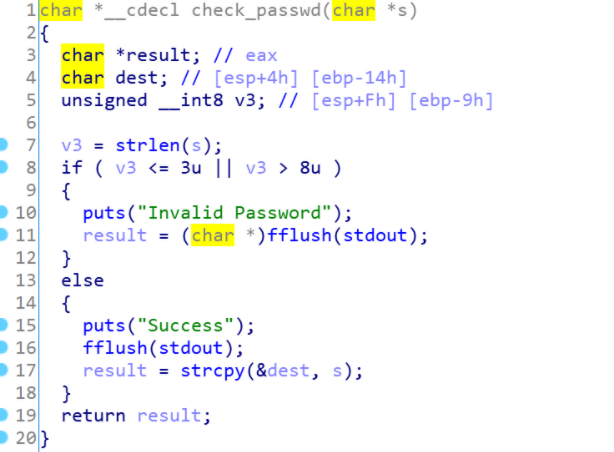 1 char *__cdecl check_passwd(char *s)
2 {
3   char *result; // eax
4   char dest; // [esp+4h] [ebp-14h]
5   unsigned __int8 v3; // [esp+Fh] [ebp-9h]
6
7   v3 = strlen(s);
8   if ( v3 <= 3u || v3 > 8u )
9   {
10     puts("Invalid Password");
11     result = (char *)fflush(stdout);
12   }
13   else
14   {
15     puts("Success");
16     fflush(stdout);
17     result = strcpy(&dest, s);
18   }
19   return result;
20 }